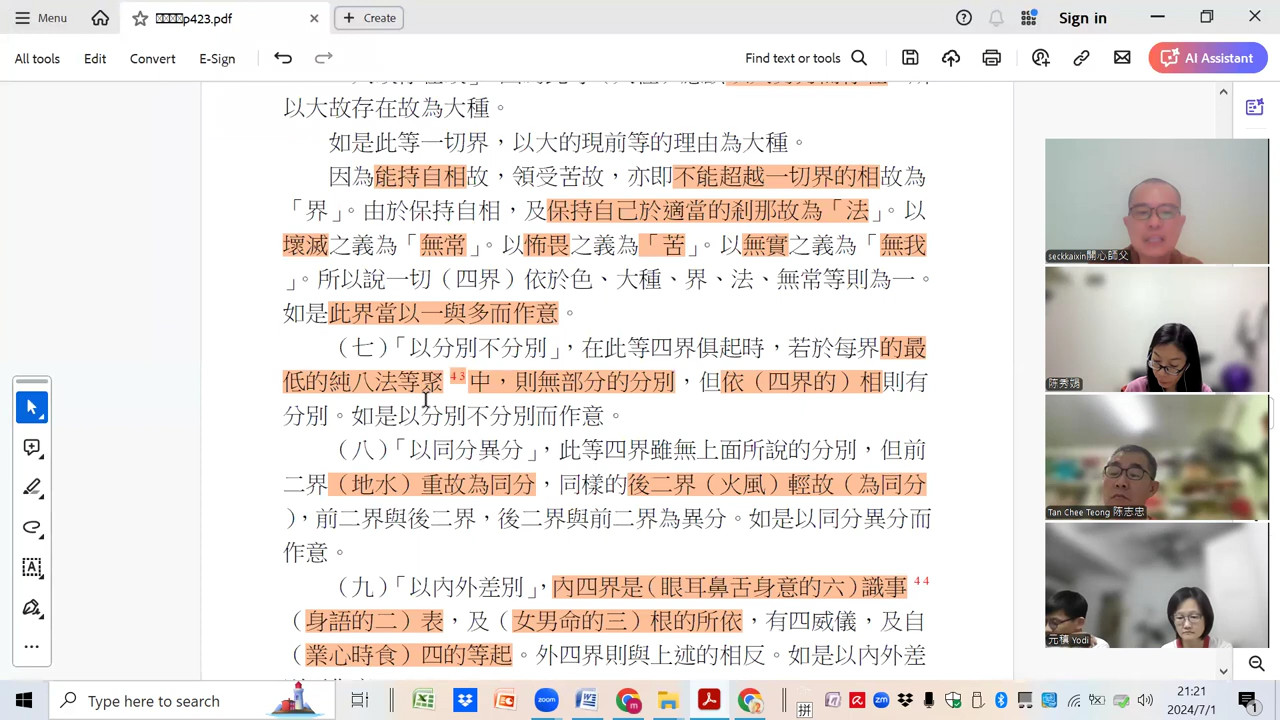 Menu
p423.pdf
Create
Sign in
All tools
Edit
Convert
E-Sign
Find text or tools
AI Assistant
以大故存在故為大種。
如是此等一切界，以大的現前等的理由為大種。
因為能持自相故，領受苦故，亦即不能超越一切界的相故為
「界」。由於保持自相，及保持自己於適當的剎那故為「法」。以
壞滅之義為「無常」。以怖畏之義為「苦」。以無實之義為「無我
」。所以說一切（四界）依於色、大種、界、法、無常等則為一。
如是此界當以一與多而作意。
（七）「以分別不分別」，在此等四界俱起時，若於每界的最
低的純八法等聚43中，則無部分的分別，但依（四界的）相則有
分別。如是以分別不分別而作意。
（八）「以同分異分」，此等四界雖無上面所說的分別，但前
二界（地水）重故為同分，同樣的後二界（火風）輕故（為同分
），前二界與後二界，後二界與前二界為異分。如是以同分異分而
作意。
（九）「以內外差別」，內四界是（眼耳鼻舌身意的六）識事44
（身語的二）表，及（女男命的三）根的所依，有四威儀，及自
（業心時食）四的等起。外四界則與上述的相反。如是以內外差
seckkaixin開心師父
陳秀娟
Tan Chee Teong 陈志忠
元積 Yodi
Type here to search
拼
21:21
2024/7/1
1